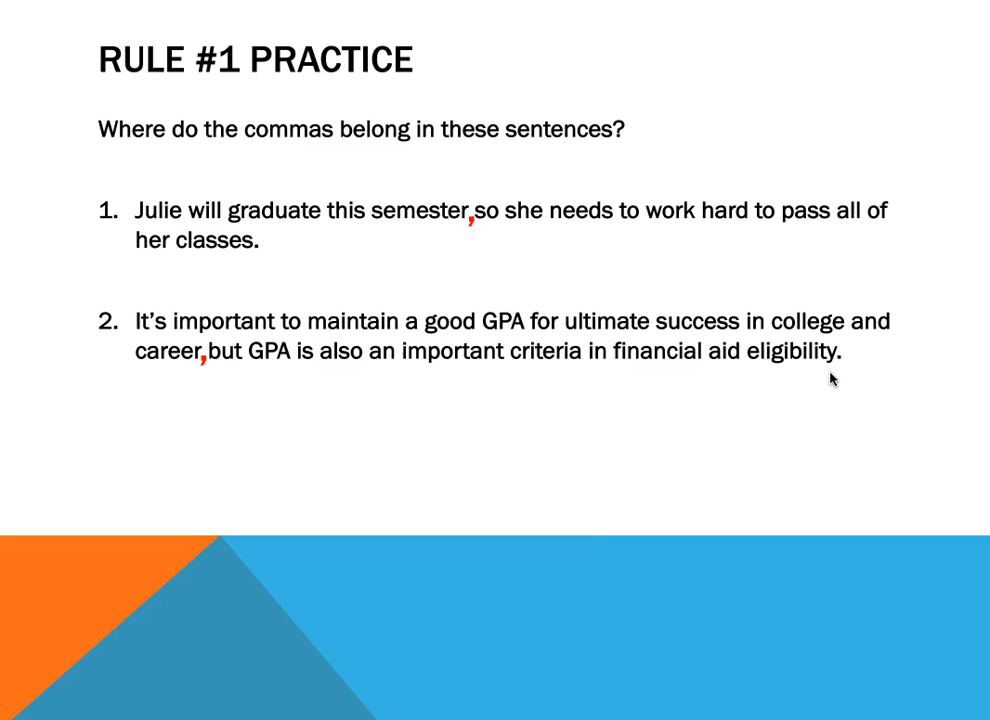 RULE #1 PRACTICE
Where do the commas belong in these sentences?
1. Julie will graduate this semester,so she needs to work hard to pass all of
her classes.
2. It’s important to maintain a good GPA for ultimate success in college and
career,but GPA is also an important criteria in financial aid eligibility.